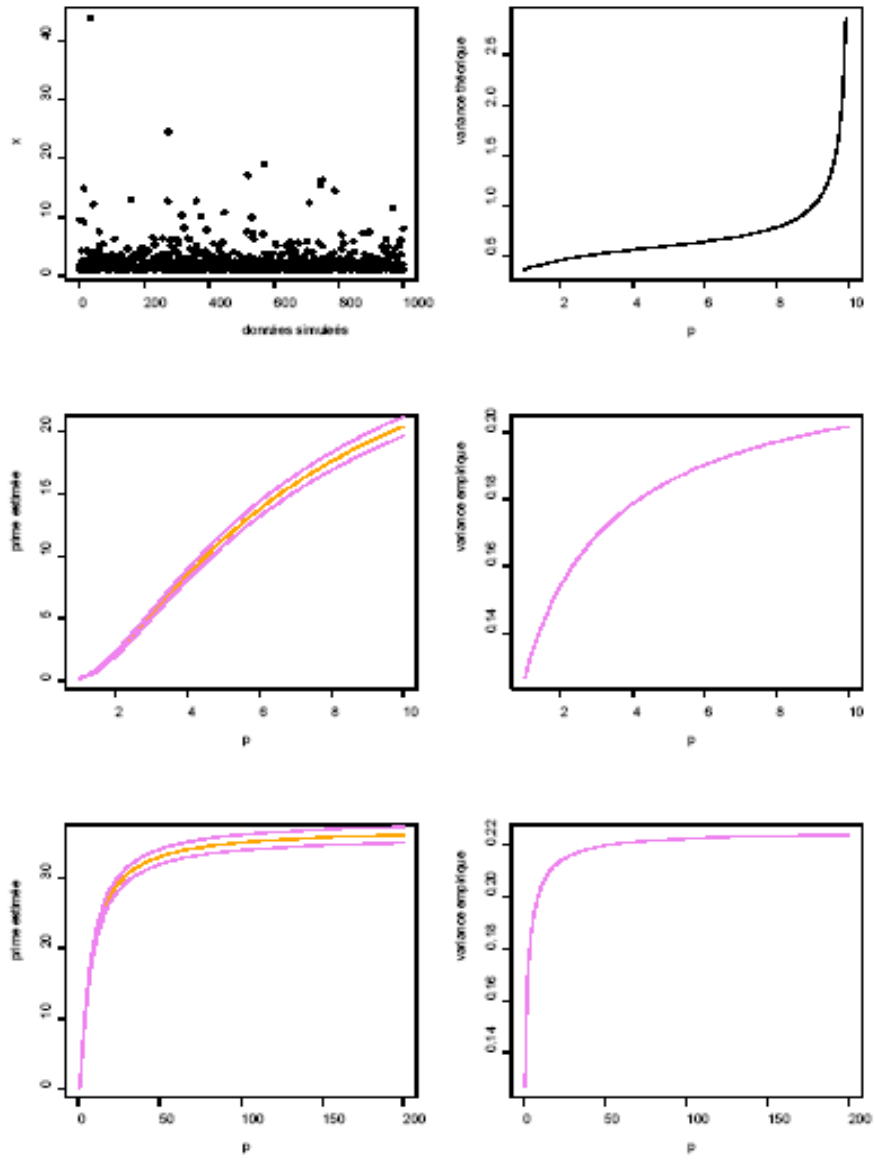 x
40
30
20
10
0
0 200 400 600 800 1000
données simuleés
variance théorique
2.5
2.0
1.5
1.0
0.5
2 4 6 8 10
p
prime estimée
20
15
10
5
0
2 4 6 8 10
p
variance empirique
0.20
0.18
0.16
0.14
2 4 6 8 10
p
prime estimée
30
20
10
0
0 50 100 150 200
p
variance empirique
0.22
0.20
0.18
0.16
0.14
0 50 100 150 200
p